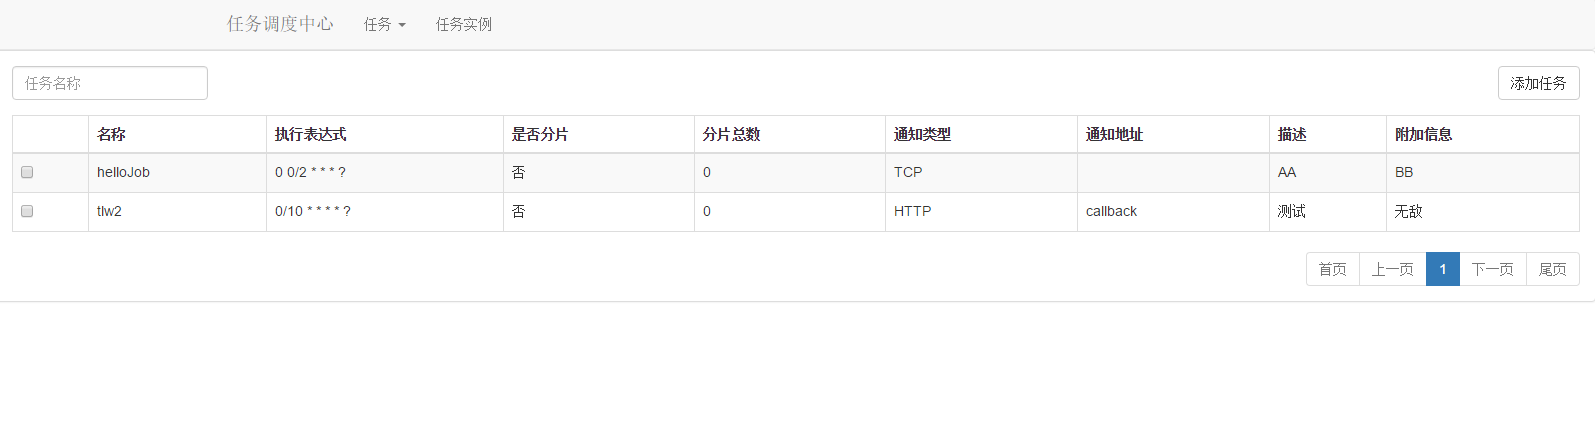 任务调度中心 任务 任务实例
任务名称 添加任务
名称 执行表达式 是否分片 分片总数 通知类型 通知地址 描述 附加信息
helloJob 0 0/2 * * * ? 否 0 TCP AA BB
tlw2 0/10 * * * * ? 否 0 HTTP callback 测试 无敌
首页 上一页 1 下一页 尾页